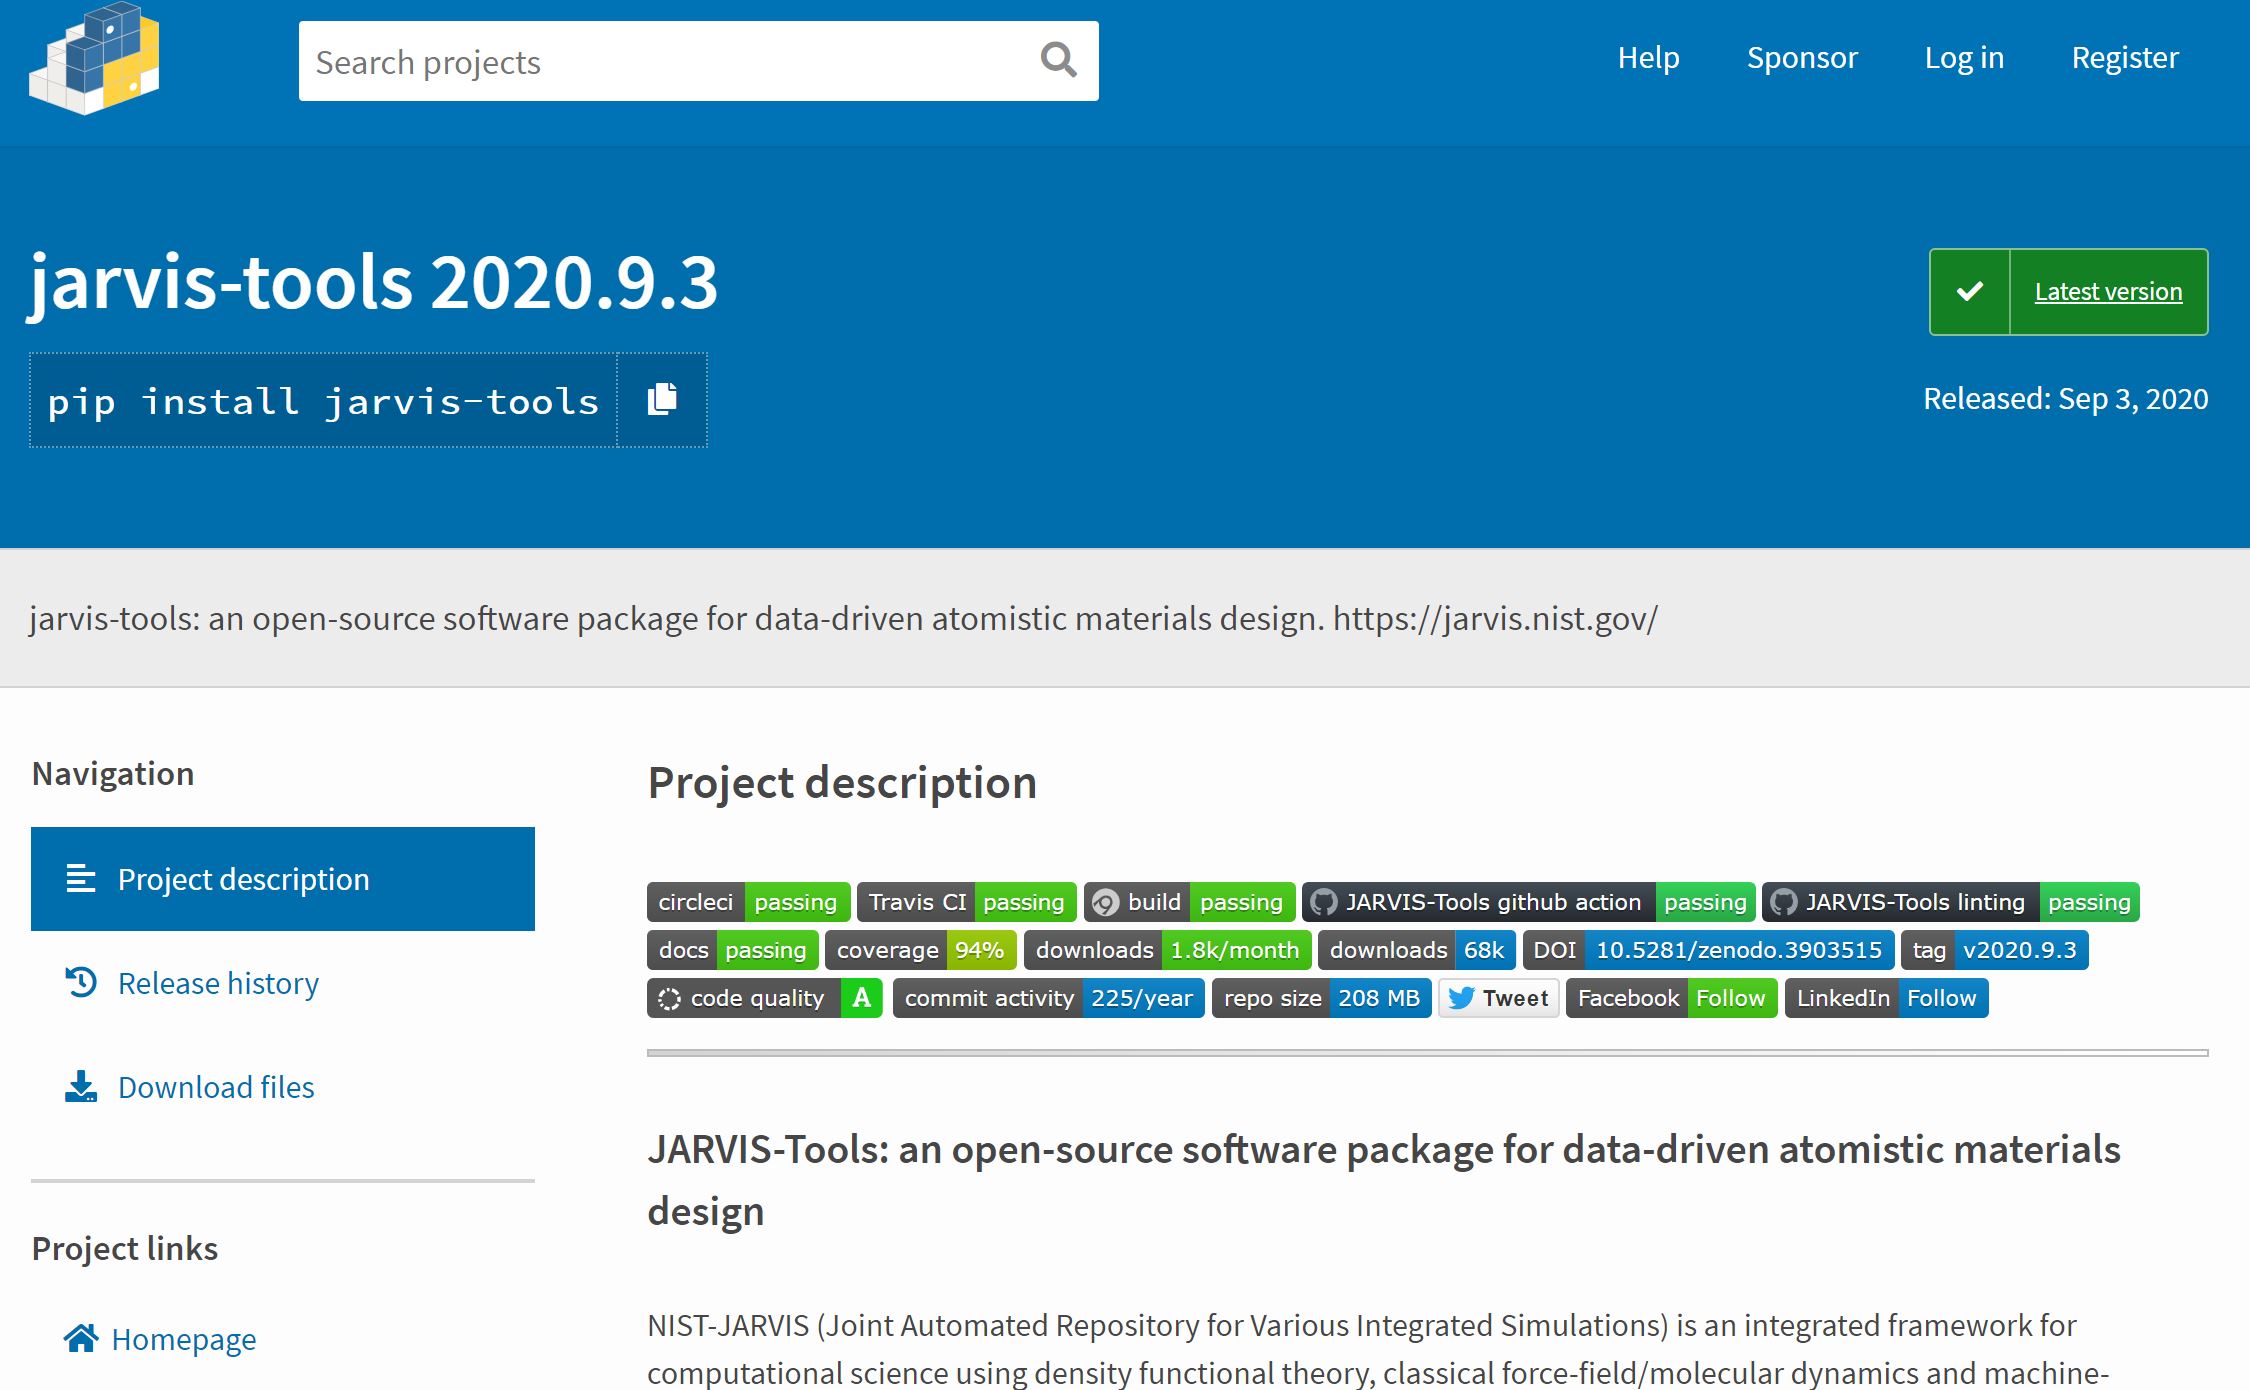 Search projects
Help Sponsor Log in Register
jarvis-tools 2020.9.3
Latest version
pip install jarvis-tools
Released: Sep 3, 2020
jarvis-tools: an open-source software package for data-driven atomistic materials design. https://jarvis.nist.gov/
Navigation
Project description
Release history
Download files
Project links
Homepage
Project description
circleci passing Travis CI passing build passing JARVIS-Tools github action passing JARVIS-Tools linting passing
docs passing coverage 94% downloads 1.8k/month downloads 68k DOI 10.5281/zenodo.3903515 tag v2020.9.3
code quality A commit activity 225/year repo size 208 MB Tweet Facebook Follow LinkedIn Follow
JARVIS-Tools: an open-source software package for data-driven atomistic materials
design
NIST-JARVIS (Joint Automated Repository for Various Integrated Simulations) is an integrated framework for
computational science using density functional theory, classical force-field/molecular dynamics and machine-